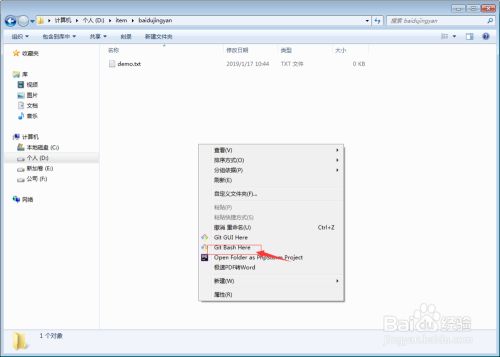 计算机 ▸ 个人 (D:) ▸ item ▸ baidujingyan
搜索 baidujingyan
组织 包含到库中 共享 刻录 新建文件夹
名称 修改日期 类型 大小
demo.txt 2019/1/17 10:44 TXT 文件 0 KB
收藏夹
库
视频
图片
文档
音乐
计算机
本地磁盘 (C:)
个人 (D:)
新加卷 (E:)
公司 (F:)
网络
查看(V)
排序方式(O)
分组依据(P)
刷新(E)
自定义文件夹(F)...
粘贴(P)
粘贴快捷方式(S)
撤消 重命名(U) Ctrl+Z
Git GUI Here
Git Bash Here
Open Folder as PhpStorm Project
极速PDF转Word
新建(W)
属性(R)
1 个对象
Baidu 经验
jingyan.baidu.com